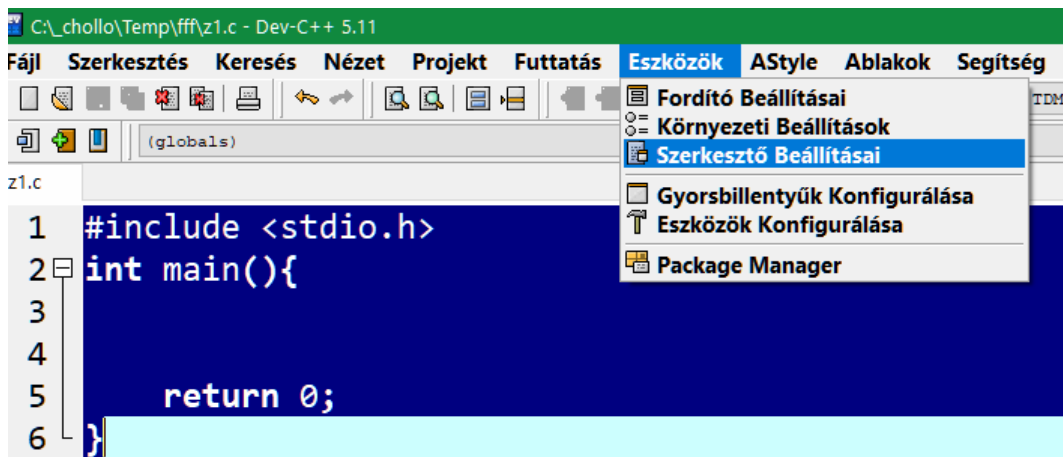 C:\_chollo\Temp\fff\z1.c - Dev-C++ 5.11
Fájl Szerkesztés Keresés Nézet Projekt Futtatás Eszközök AStyle Ablakok Segítség
Fordító Beállításai
TDM
Környezeti Beállítások
(globals)
Szerkesztő Beállításai
z1.c
Gyorsbillentyűk Konfigurálása
Eszközök Konfigurálása
Package Manager
1 #include <stdio.h>
2 int main(){
3
4
5 return 0;
6 }